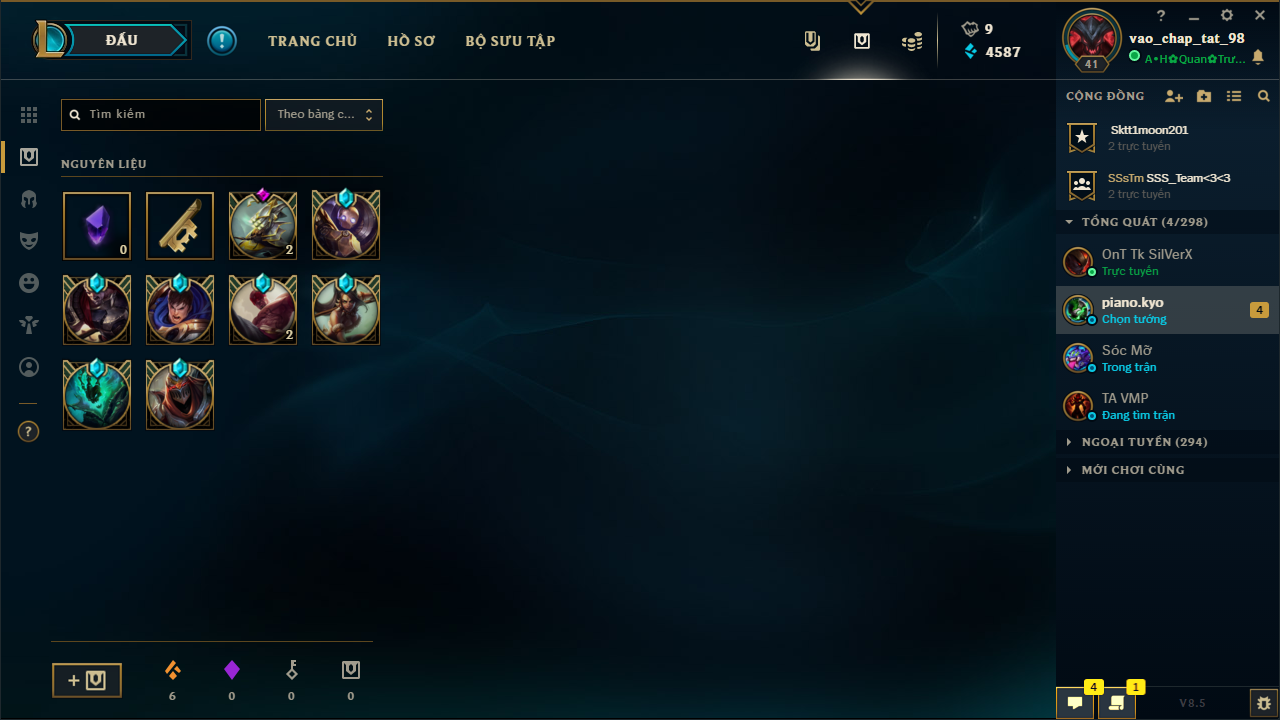 ĐẤU
TRANG CHỦ
HỒ SƠ
BỘ SƯU TẬP
9
4587
41
vao_chap_tat_98
A•H✿Quan✿Trư...
Tìm kiếm
Theo bảng c...
NGUYÊN LIỆU
0
2
2
?
6
0
0
0
CỘNG ĐỒNG
Sktt1moon201
2 trực tuyến
SSsTm SSS_Team<3<3
2 trực tuyến
TỔNG QUÁT (4/298)
OnT Tk SilVerX
Trực tuyến
piano.kyo
Chọn tướng
4
Sóc Mỡ
Trong trận
TA VMP
Đang tìm trận
NGOẠI TUYẾN (294)
MỚI CHƠI CÙNG
4
1
V8.5